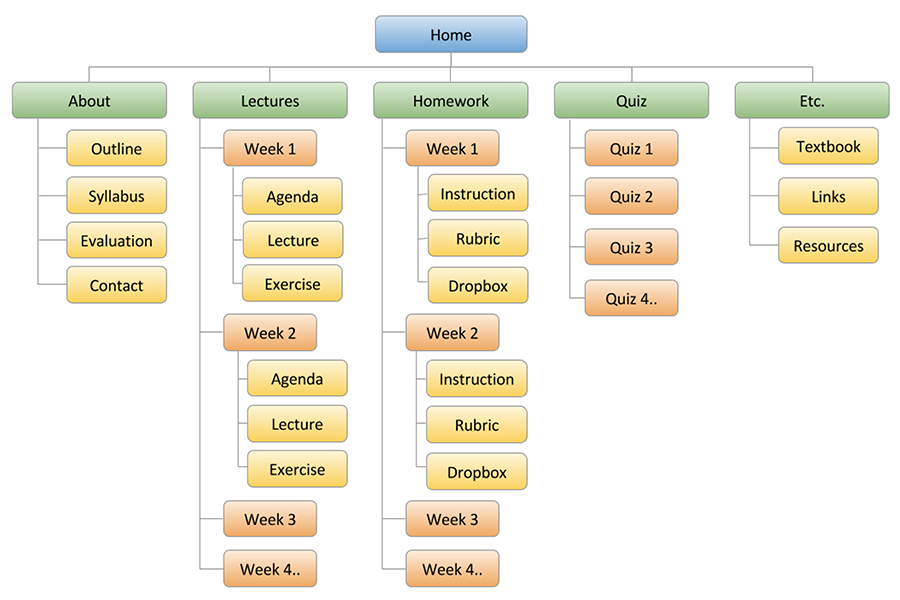 Home
About
Lectures
Homework
Quiz
Etc.
Outline
Syllabus
Evaluation
Contact
Week 1
Agenda
Lecture
Exercise
Week 2
Agenda
Lecture
Exercise
Week 3
Week 4..
Week 1
Instruction
Rubric
Dropbox
Week 2
Instruction
Rubric
Dropbox
Week 3
Week 4..
Quiz 1
Quiz 2
Quiz 3
Quiz 4..
Textbook
Links
Resources